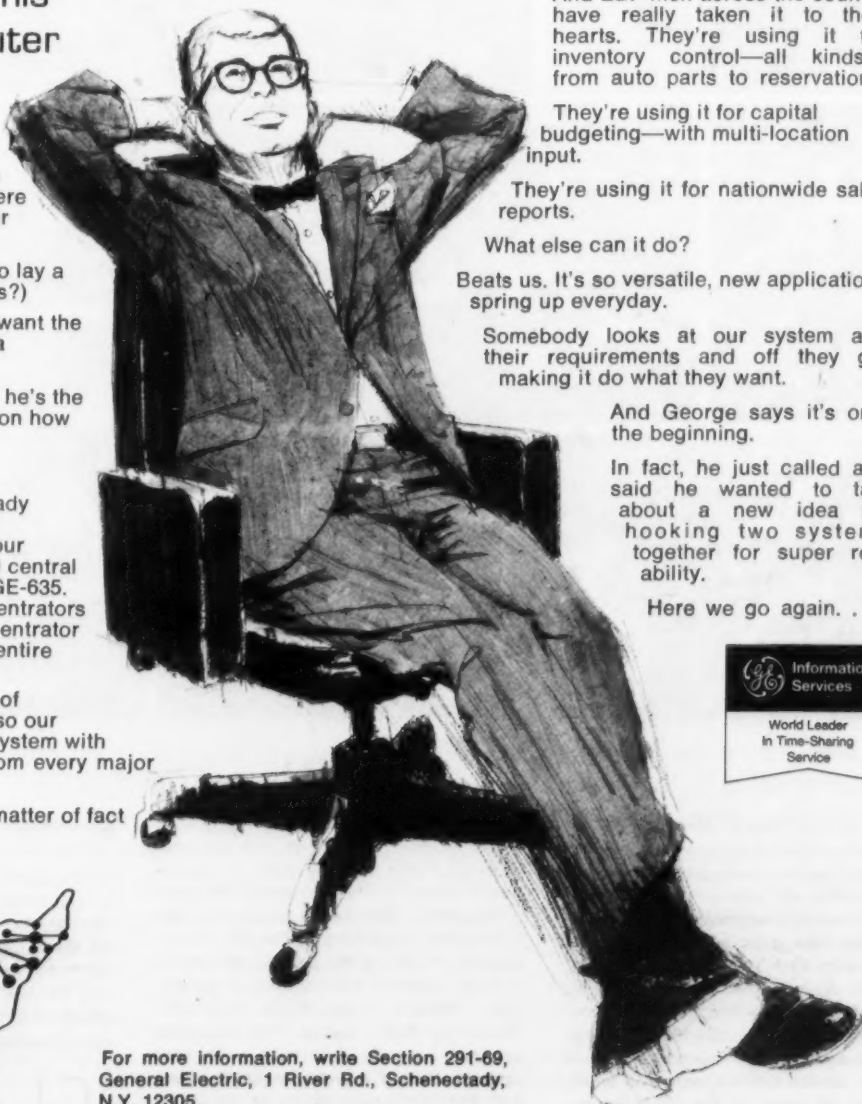 uter
ere
r
o lay a
s?)
want the
a
he's the
on how
ady
our
central
GE-635.
entrators
entrator
entire
of
so our
ystem with
om every major
matter of fact
have really taken it to th
hearts. They're using it
inventory control—all kinds
from auto parts to reservation
They're using it for capital
budgeting—with multi-location
input.
They're using it for nationwide sal
reports.
What else can it do?
Beats us. It's so versatile, new applicatio
spring up everyday.
Somebody looks at our system a
their requirements and off they g
making it do what they want.
And George says it's o
the beginning.
In fact, he just called a
said he wanted to ta
about a new idea
hooking two system
together for super re
ability.
Here we go again. .
GE Informatio
Services
World Leader
In Time-Sharing
Service
For more information, write Section 291-69,
General Electric, 1 River Rd., Schenectady,
N.Y. 12305